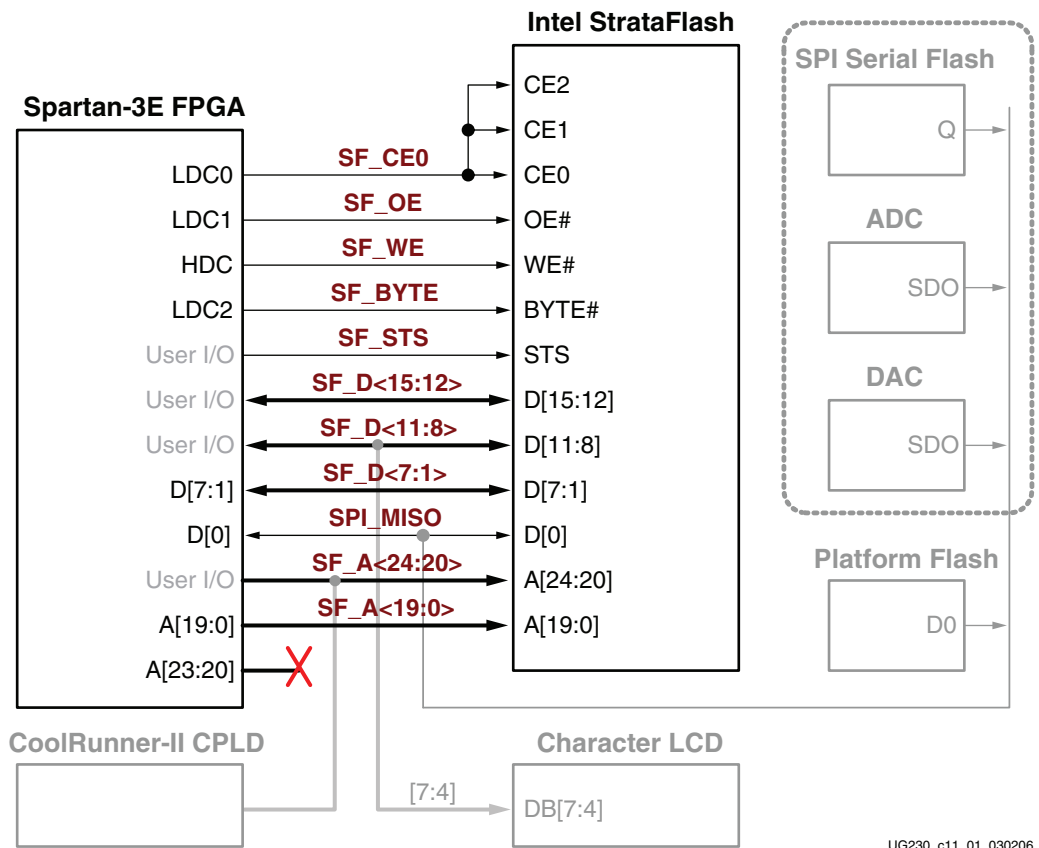 Intel StrataFlash
SPI Serial Flash
Spartan-3E FPGA
CE2
CE1
Q
LDC0 SF_CE0 CE0
LDC1 SF_OE OE#
ADC
HDC SF_WE WE#
SDO
LDC2 SF_BYTE BYTE#
User I/O SF_STS STS
DAC
User I/O SF_D<15:12> D[15:12]
User I/O SF_D<11:8> D[11:8]
SDO
D[7:1] SF_D<7:1> D[7:1]
D[0] SPI_MISO D[0]
Platform Flash
User I/O SF_A<24:20> A[24:20]
A[19:0] SF_A<19:0> A[19:0]
D0
A[23:20]
CoolRunner-II CPLD
Character LCD
[7:4]
DB[7:4]
UG230_c11_01_030206